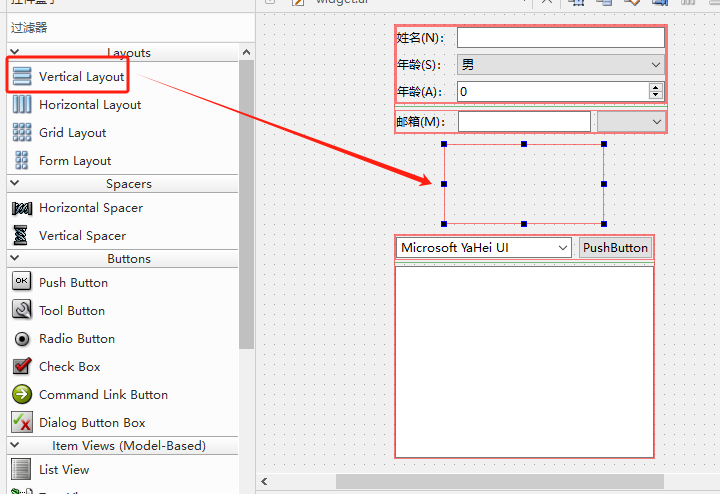 widget.ui
过滤器
Layouts
Vertical Layout
Horizontal Layout
Grid Layout
Form Layout
Spacers
Horizontal Spacer
Vertical Spacer
Buttons
Push Button
OK
Tool Button
Radio Button
Check Box
Command Link Button
Dialog Button Box
Item Views (Model-Based)
List View
姓名(N):
年龄(S):
男
年龄(A):
0
邮箱(M):
Microsoft YaHei UI
PushButton